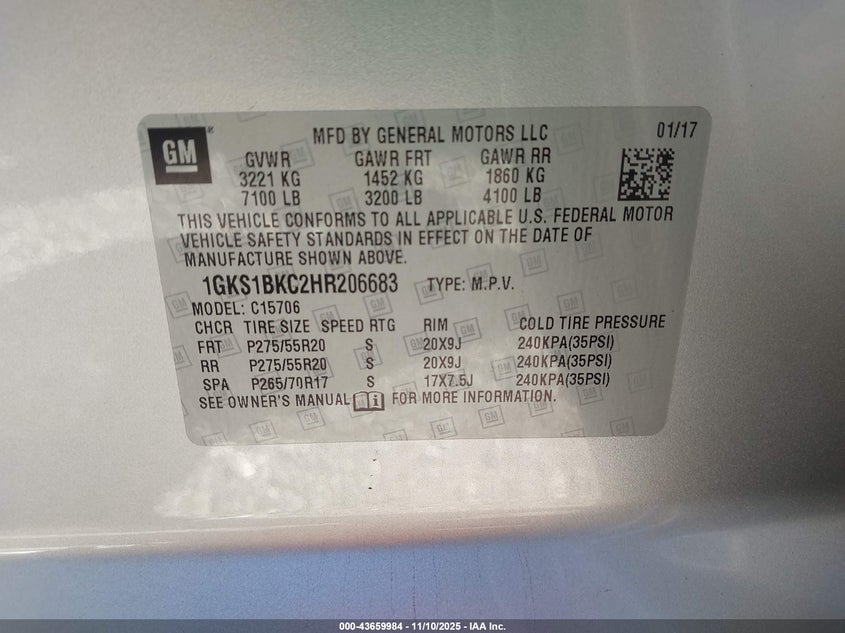 GM
MFD BY GENERAL MOTORS LLC 01/17
GVWR GAWR FRT GAWR RR
3221 KG 1452 KG 1860 KG
7100 LB 3200 LB 4100 LB
THIS VEHICLE CONFORMS TO ALL APPLICABLE U.S. FEDERAL MOTOR
VEHICLE SAFETY STANDARDS IN EFFECT ON THE DATE OF
MANUFACTURE SHOWN ABOVE.
1GKS1BKC2HR206683 TYPE: M.P.V.
MODEL: C15706
CHCR TIRE SIZE SPEED RTG RIM COLD TIRE PRESSURE
FRT P275/55R20 S 20X9J 240KPA(35PSI)
RR P275/55R20 S 20X9J 240KPA(35PSI)
SPA P265/70R17 S 17X7.5J 240KPA(35PSI)
SEE OWNER'S MANUAL FOR MORE INFORMATION.
000-43659984 - 11/10/2025 - IAA Inc.